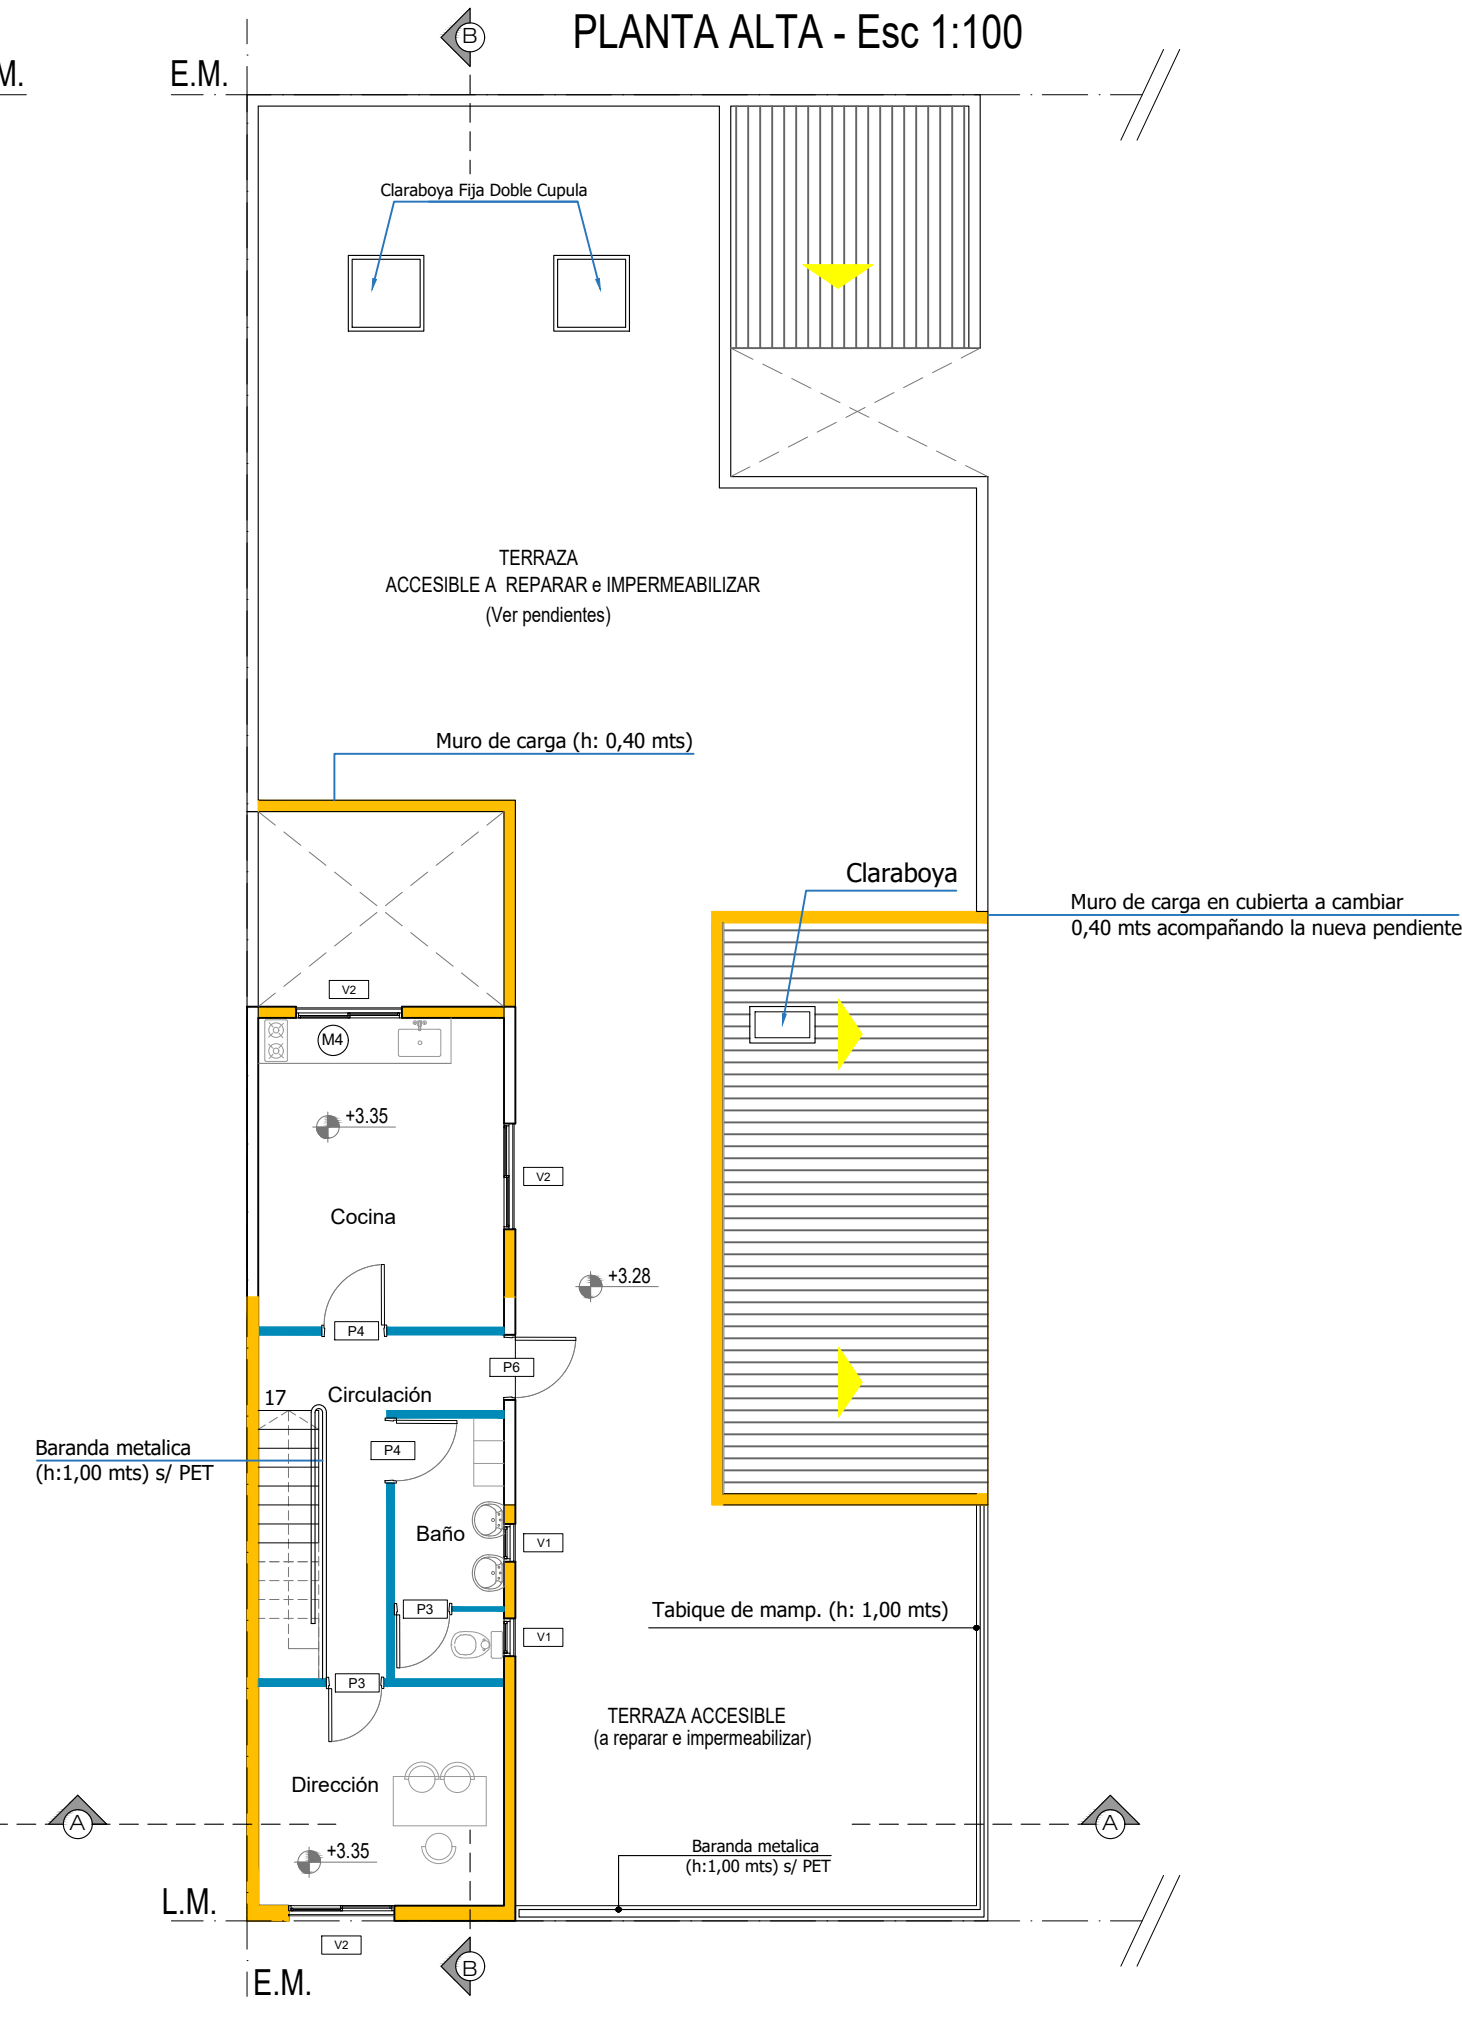 B
PLANTA ALTA - Esc 1:100
M.
E.M.
Claraboya Fija Doble Cupula
TERRAZA
ACCESIBLE A REPARAR e IMPERMEABILIZAR
(Ver pendientes)
Muro de carga (h: 0,40 mts)
Claraboya
Muro de carga en cubierta a cambiar
0,40 mts acompañando la nueva pendiente
V2
M4
+3.35
V2
Cocina
+3.28
P4
P6
17
Circulación
Baranda metalica
(h:1,00 mts) s/ PET
P4
Baño
V1
P3
Tabique de mamp. (h: 1,00 mts)
V1
P3
TERRAZA ACCESIBLE
(a reparar e impermeabilizar)
Dirección
A
A
+3.35
Baranda metalica
(h:1,00 mts) s/ PET
L.M.
V2
B
E.M.